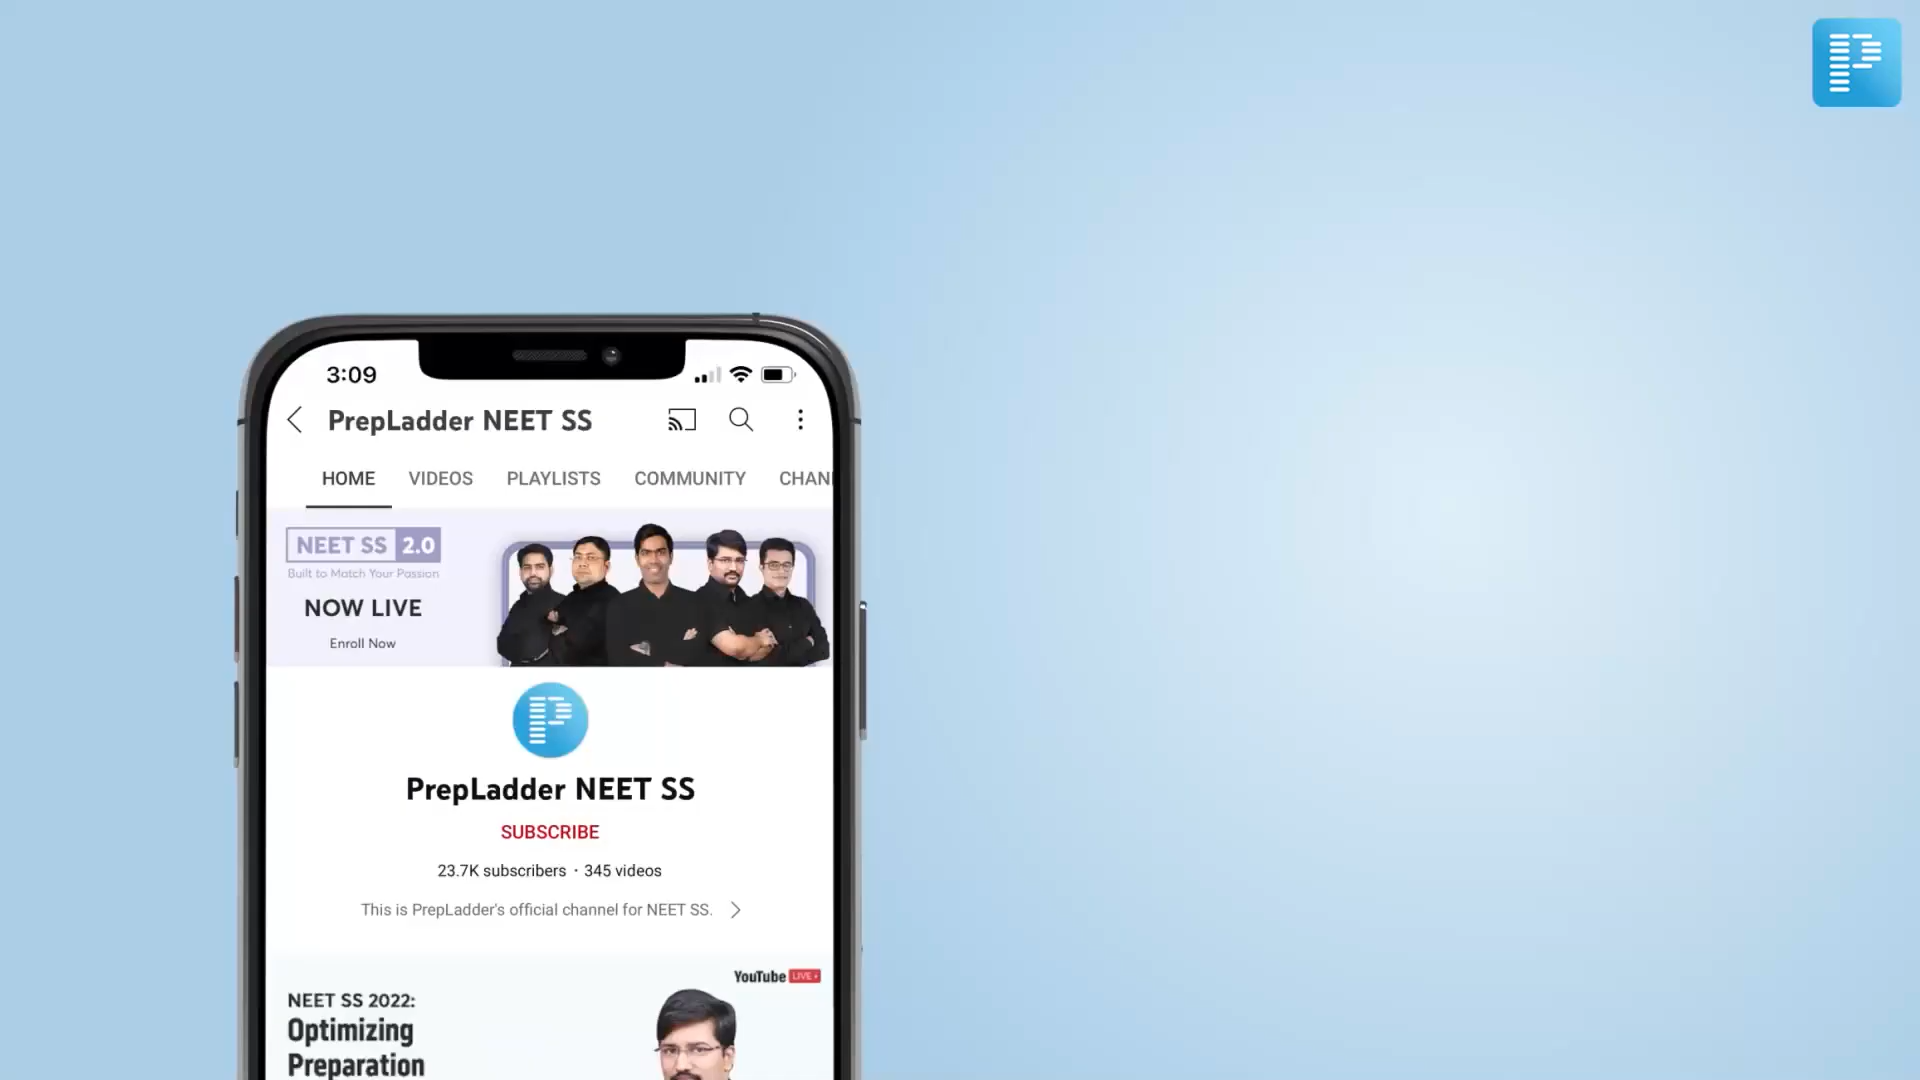 3:09
PrepLadder NEET SS
HOME VIDEOS PLAYLISTS COMMUNITY CHAN
NEET SS 2.0
Built to Match Your Passion
NOW LIVE
Enroll Now
PrepLadder NEET SS
SUBSCRIBE
23.7K subscribers · 345 videos
This is PrepLadder's official channel for NEET SS.
YouTube LIVE
NEET SS 2022:
Optimizing
Preparation